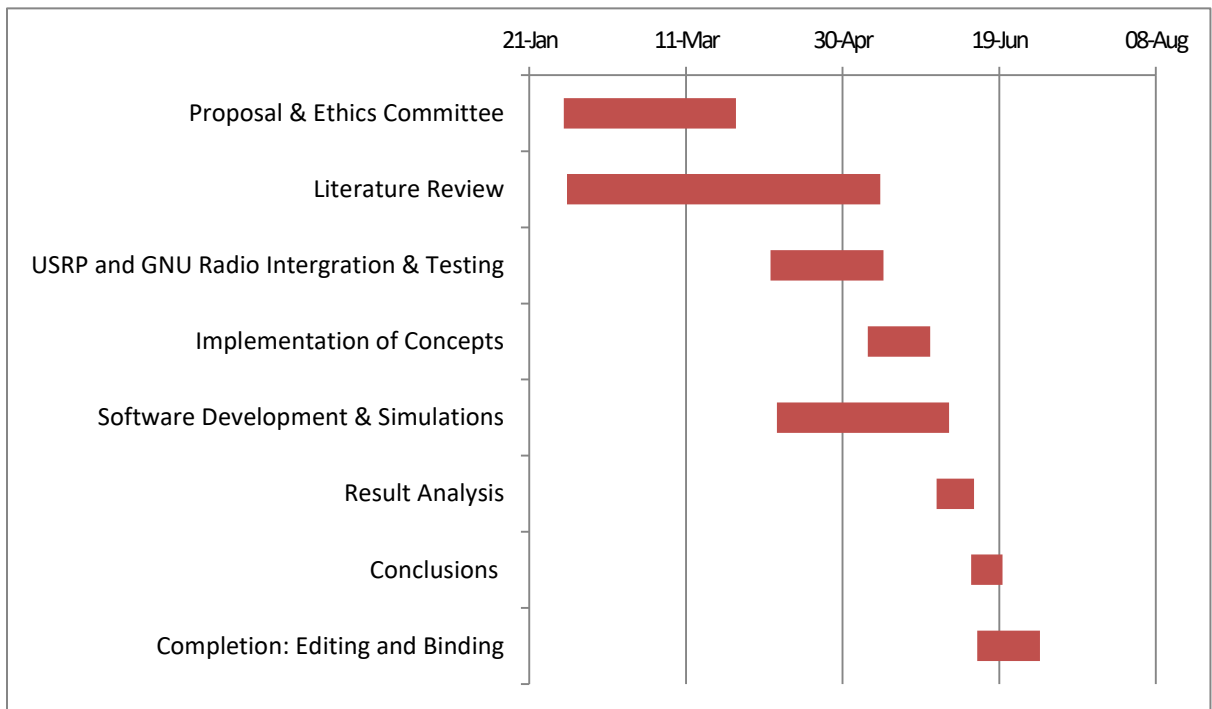 21-Jan 11-Mar 30-Apr 19-Jun 08-Aug
Proposal & Ethics Committee
Literature Review
USRP and GNU Radio Intergration & Testing
Implementation of Concepts
Software Development & Simulations
Result Analysis
Conclusions
Completion: Editing and Binding